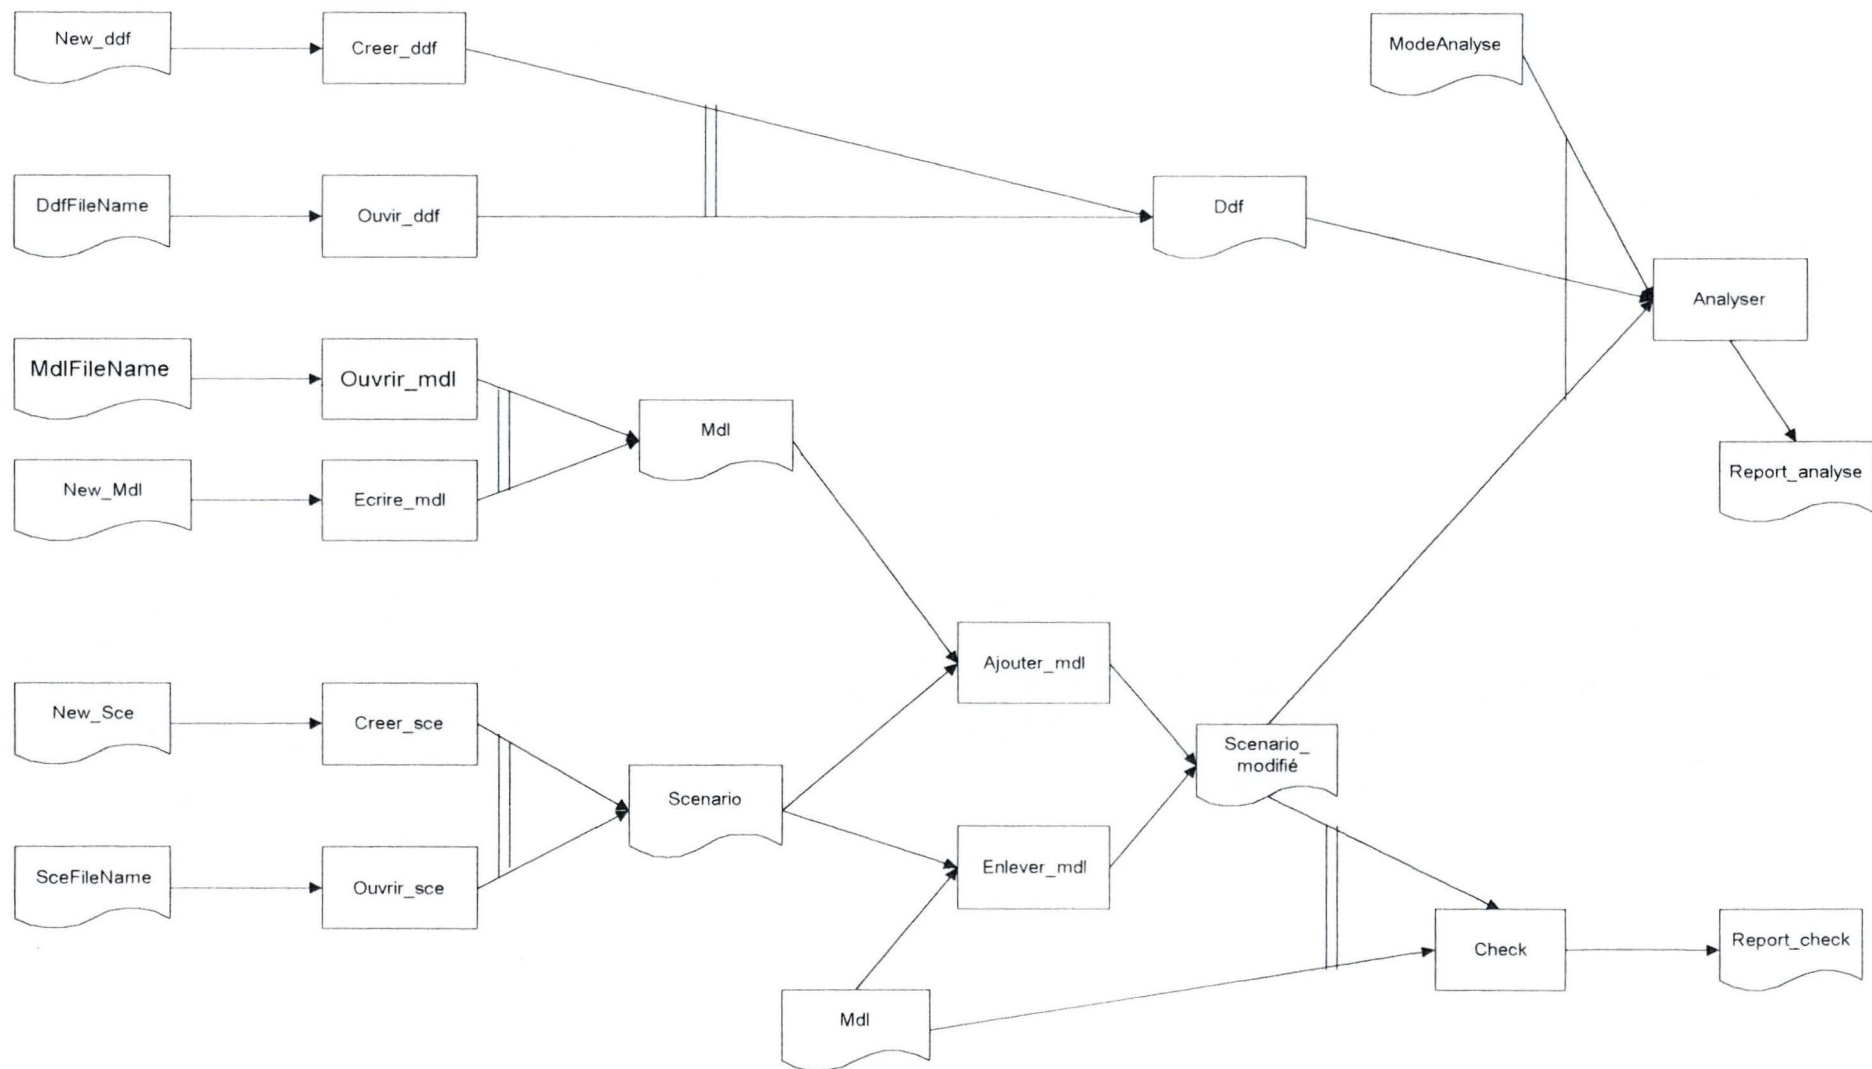 New_ddf
Creer_ddf
ModeAnalyse
DdfFileName
Ouvir_ddf
Ddf
Analyser
MdlFileName
Ouvrir_mdl
Mdl
Report_analyse
New_Mdl
Ecrire_mdl
Ajouter_mdl
New_Sce
Creer_sce
Scenario_
modifié
Scenario
SceFileName
Ouvrir_sce
Enlever_mdl
Check
Report_check
Mdl